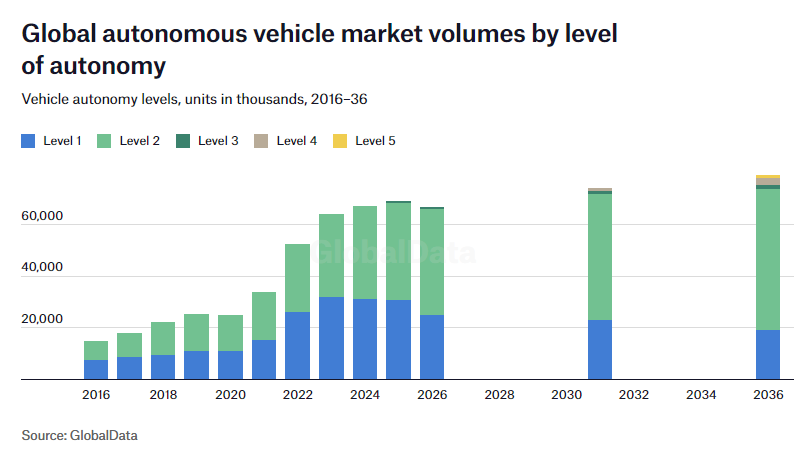 Global autonomous vehicle market volumes by level
of autonomy
Vehicle autonomy levels, units in thousands, 2016–36
Level 1 Level 2 Level 3 Level 4 Level 5
60,000
GlobalData
40,000
20,000
2016 2018 2020 2022 2024 2026 2028 2030 2032 2034 2036
Source: GlobalData